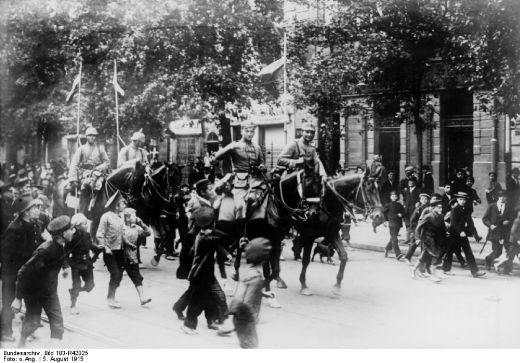 Bundesarchiv, Bild 183-R42025
Foto: o.Ang. | 5. August 1915